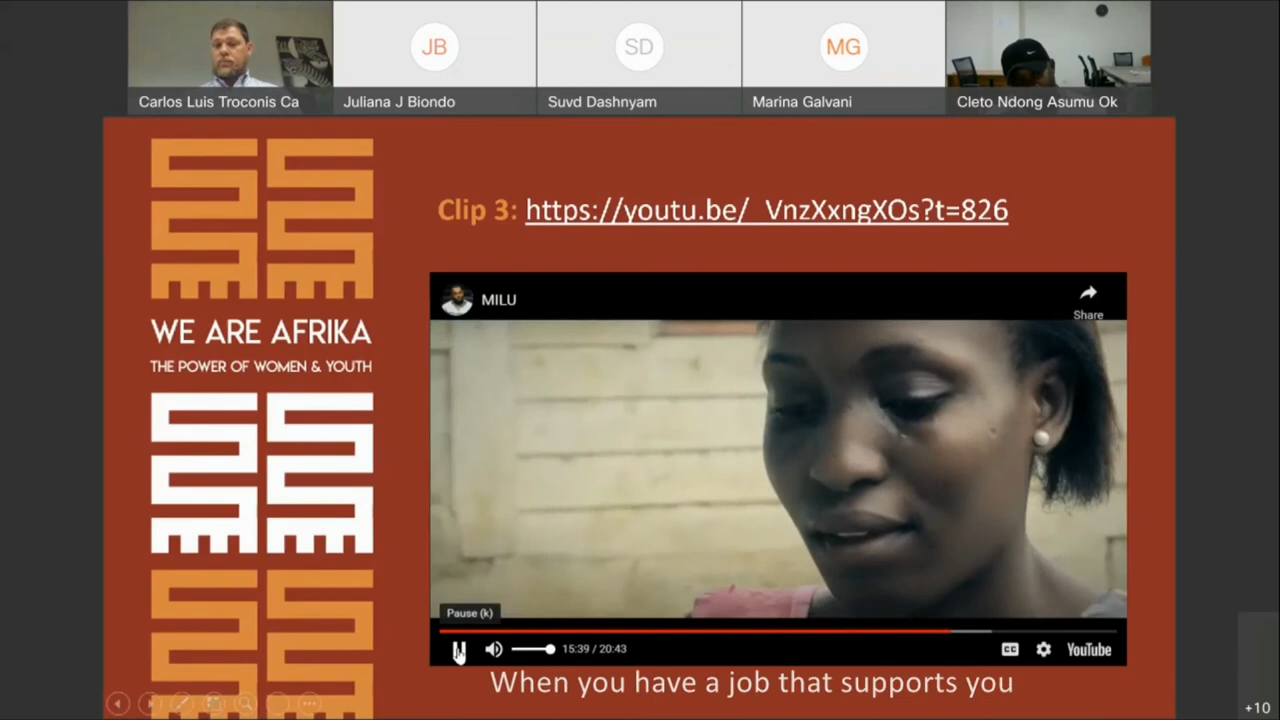 JB
SD
MG
Carlos Luis Troconis Ca
Juliana J Biondo
Suvd Dashnyam
Marina Galvani
Cleto Ndong Asumu Ok
Clip 3: https://youtu.be/_VnzXxngXOs?t=826
MILU
Share
WE ARE AFRIKA
THE POWER OF WOMEN & YOUTH
Pause (k)
15:39 / 20:43
CC
YouTube
When you have a job that supports you
+10